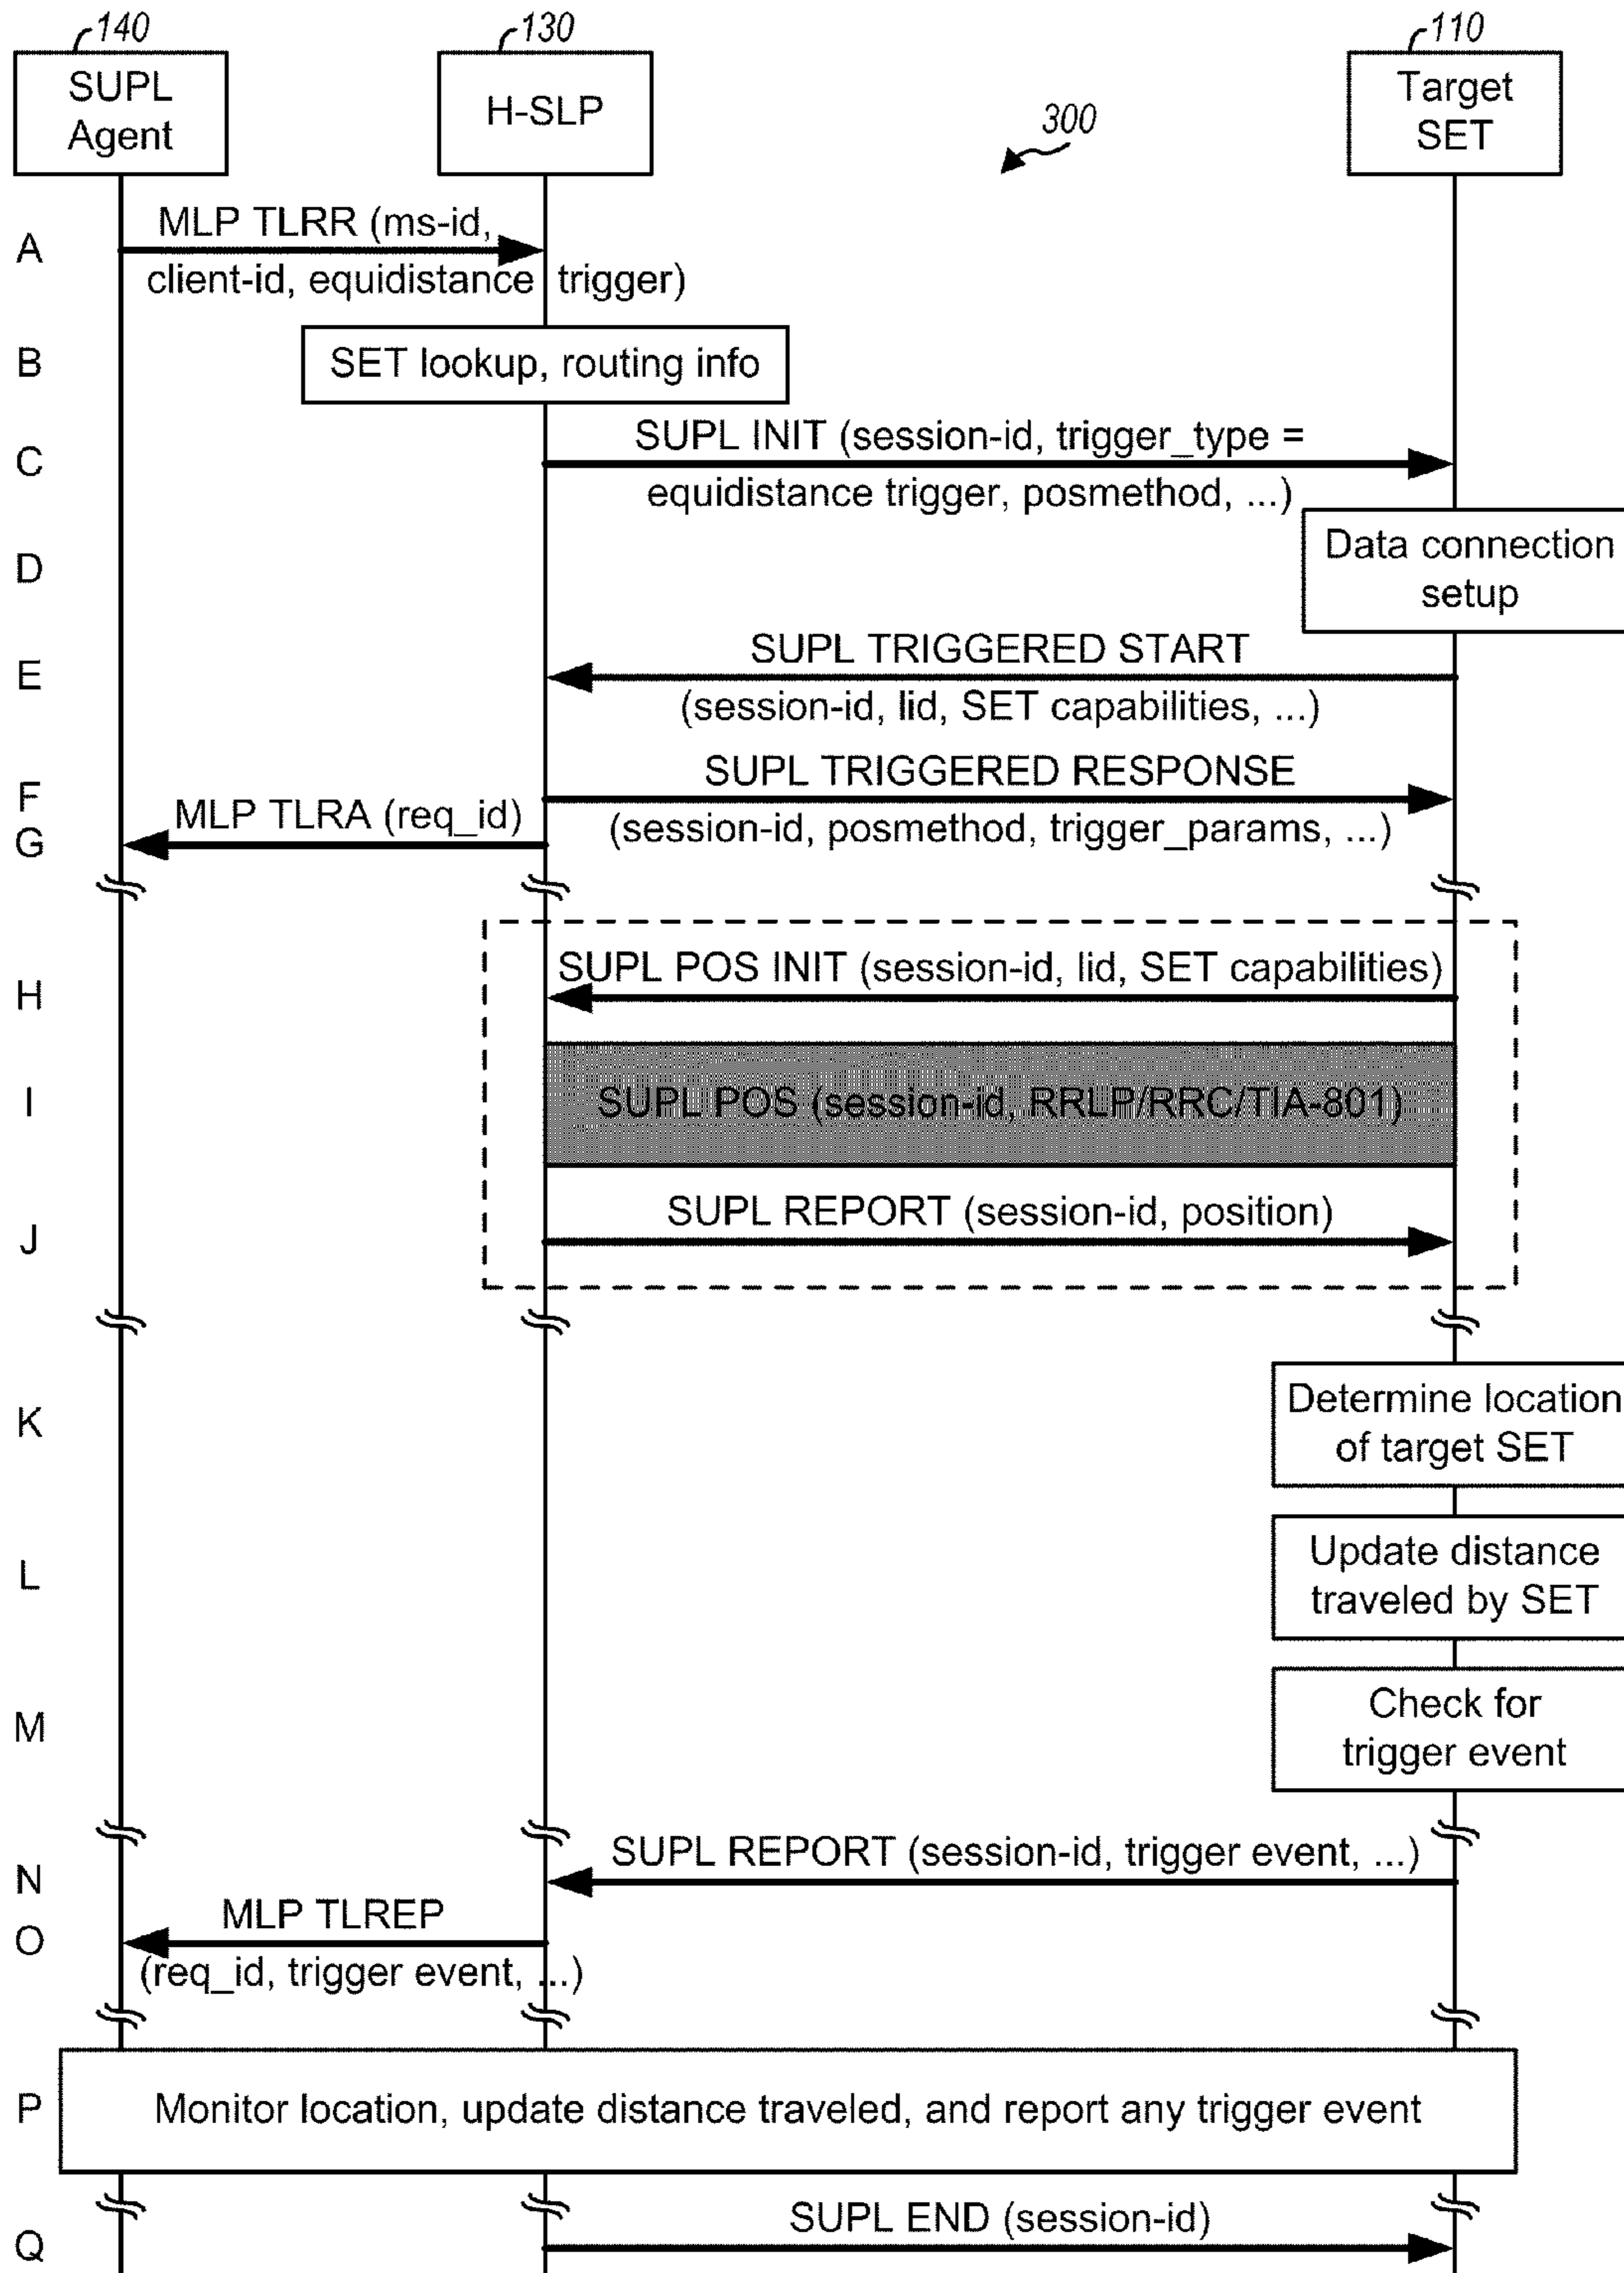 140
130
110
SUPL
Agent
H-SLP
Target
SET
300
A
MLP TLRR (ms-id,
client-id, equidistance trigger)
B
SET lookup, routing info
C
SUPL INIT (session-id, trigger_type =
equidistance trigger, posmethod, ...)
D
Data connection
setup
E
SUPL TRIGGERED START
(session-id, lid, SET capabilities, ...)
F
SUPL TRIGGERED RESPONSE
(session-id, posmethod, trigger_params, ...)
G
MLP TLRA (req_id)
H
SUPL POS INIT (session-id, lid, SET capabilities)
I
SUPL POS (session-id, RRLP/RRC/TIA-801)
J
SUPL REPORT (session-id, position)
K
Determine location
of target SET
L
Update distance
traveled by SET
M
Check for
trigger event
N
SUPL REPORT (session-id, trigger event, ...)
O
MLP TLREP
(req_id, trigger event, ...)
P
Monitor location, update distance traveled, and report any trigger event
Q
SUPL END (session-id)